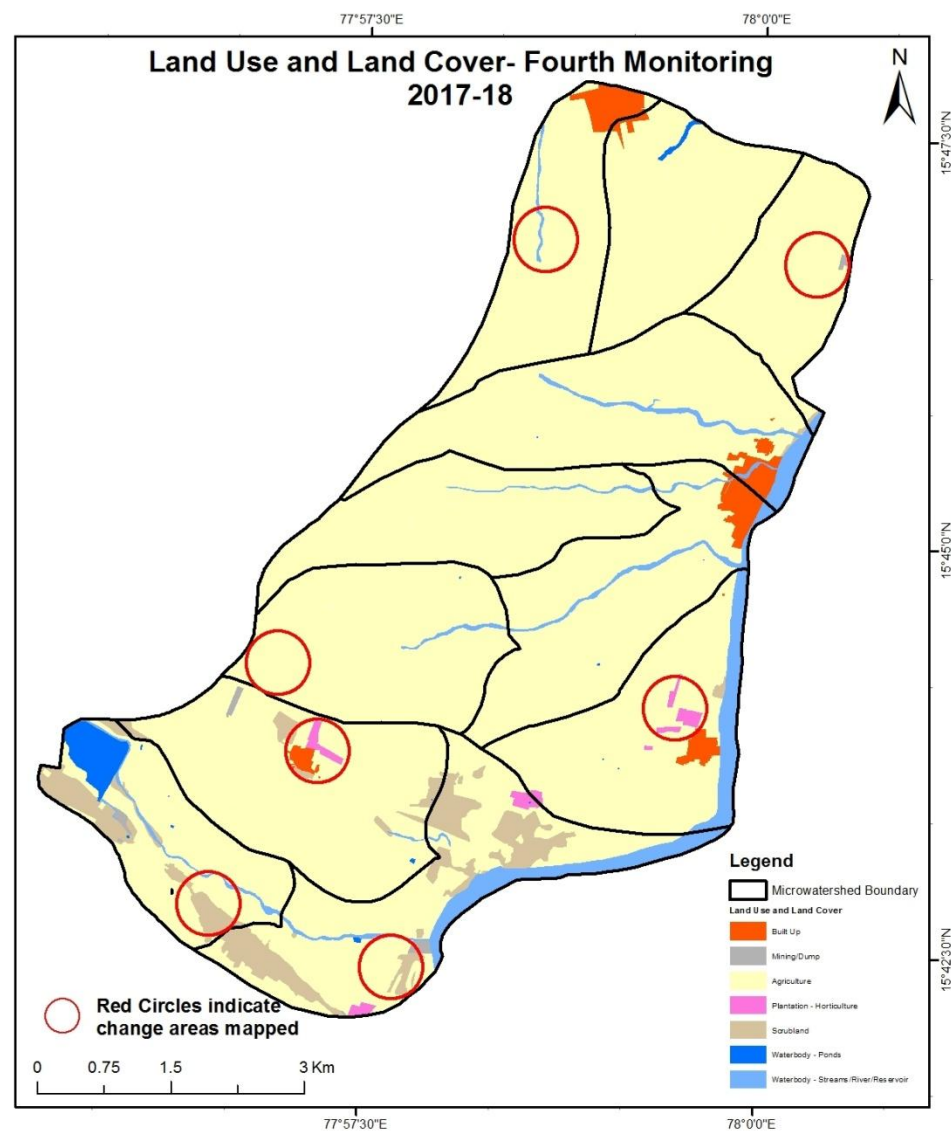 77°57'30"E
78°0'0"E
Land Use and Land Cover- Fourth Monitoring
2017-18
N
15°47'30"N
15°45'0"N
15°42'30"N
Legend
Microwatershed Boundary
Land Use and Land Cover
Built Up
Mining/Dump
Agriculture
Plantation - Horticulture
Scrubland
Waterbody - Ponds
Waterbody - Streams/River/Reservoir
Red Circles indicate
change areas mapped
0 0.75 1.5 3 Km
77°57'30"E
78°0'0"E